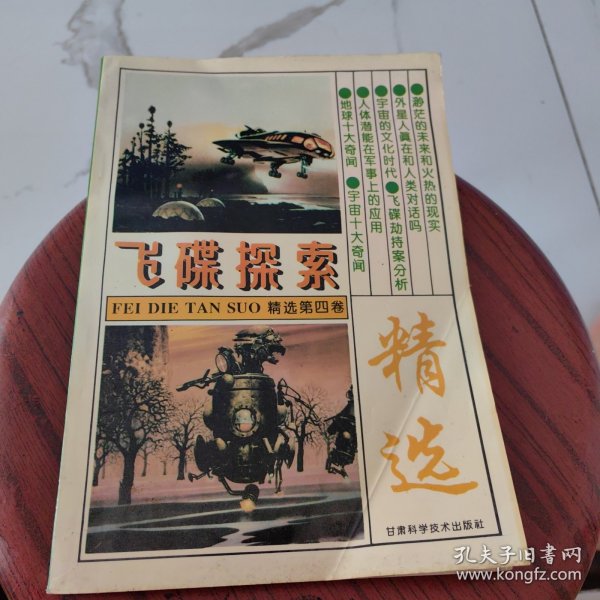 ●渺茫的未来和火热的现实
●外星人真在和人类对话吗
●宇宙的文化时代●飞碟劫持案分析
●人体潜能在军事上的应用
●地球十大奇闻●宇宙十大奇闻
飞碟探索
FEI DIE TAN SUO 精选第四卷
精选
甘肃科学技术出版社
孔夫子旧书网
www.kongfz.com